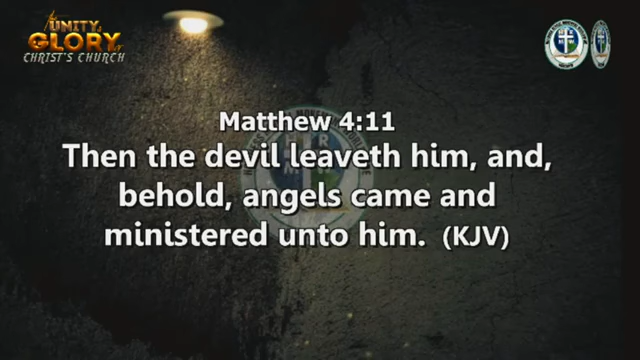 UNITY,
GLORY
CHRIST'S CHURCH
Matthew 4:11
Then the devil leaveth him, and,
behold, angels came and
ministered unto him. (KJV)